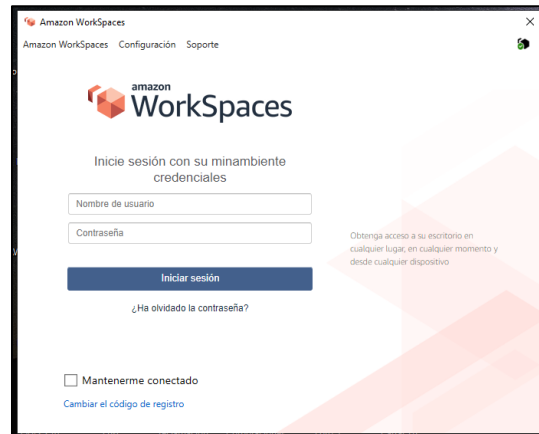 Amazon WorkSpaces
Amazon WorkSpaces Configuración Soporte
amazon
WorkSpaces
Inicie sesión con su minambiente
credenciales
Nombre de usuario
Contraseña
Iniciar sesión
¿Ha olvidado la contraseña?
Obtenga acceso a su escritorio en
cualquier lugar, en cualquier momento y
desde cualquier dispositivo
Mantenerme conectado
Cambiar el código de registro